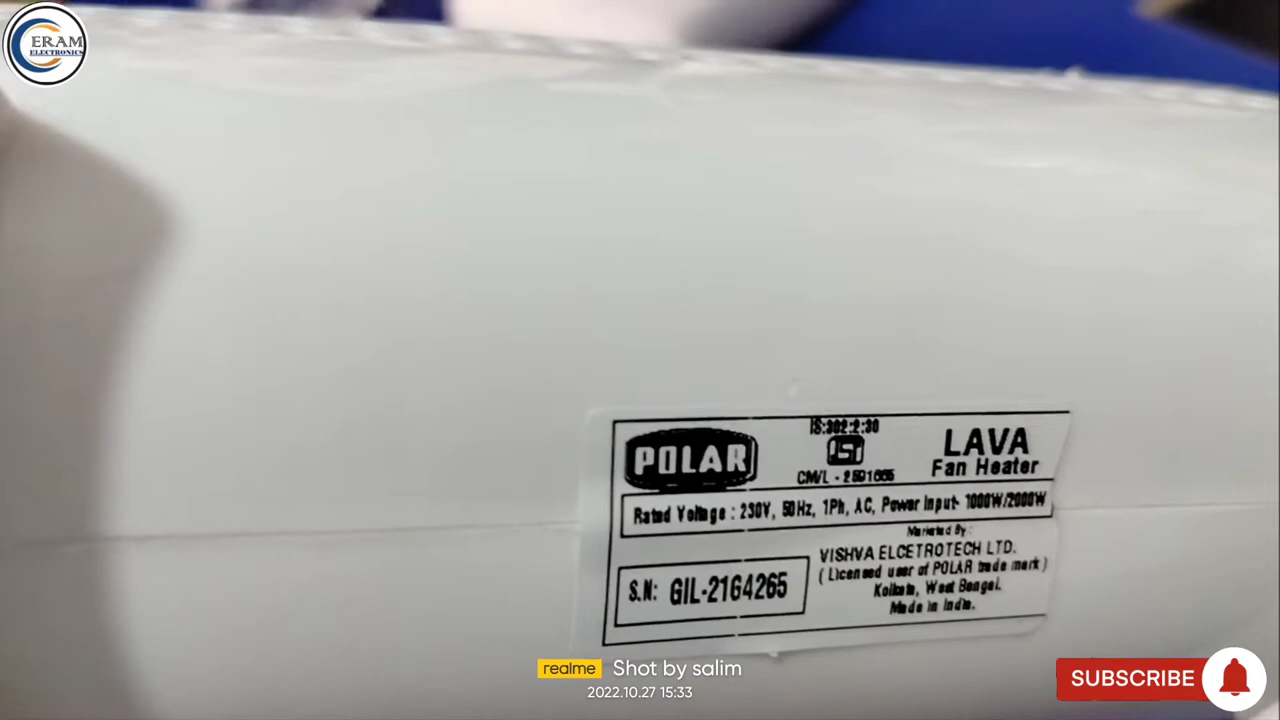 ERAM
ELECTRONICS
POLAR
IS:302:2:30
ISI
CM/L - 2591665
LAVA
Fan Heater
Rated Voltage : 230V, 50Hz, 1Ph, AC, Power Input- 1000W/2000W
S.N: GIL-21G4265
Marketed By :
VISHVA ELCETROTECH LTD.
( Licensed user of POLAR trade mark )
Kolkata, West Bengal.
Made in India.
realme Shot by salim
2022.10.27 15:33
SUBSCRIBE